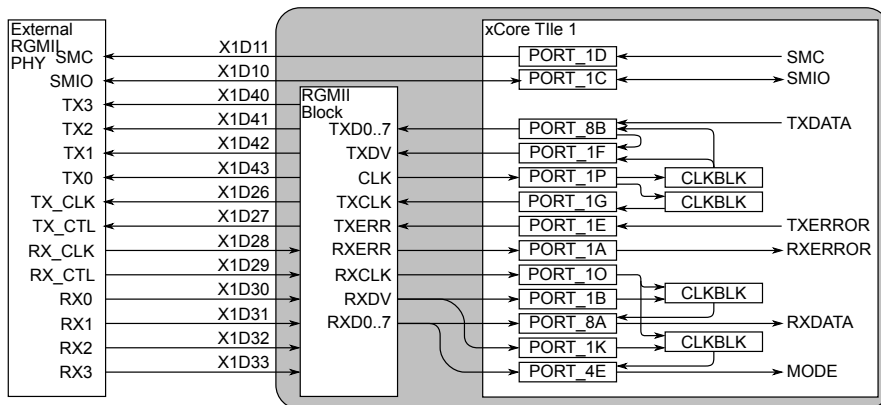 External
RGMII
PHY
SMC
SMIO
TX3
TX2
TX1
TX0
TX_CLK
TX_CTL
RX_CLK
RX_CTL
RX0
RX1
RX2
RX3
X1D11
X1D10
X1D40
X1D41
X1D42
X1D43
X1D26
X1D27
X1D28
X1D29
X1D30
X1D31
X1D32
X1D33
RGMII
Block
TXD0..7
TXDV
CLK
TXCLK
TXERR
RXERR
RXCLK
RXDV
RXD0..7
xCore TIle 1
PORT_1D
PORT_1C
PORT_8B
PORT_1F
PORT_1P
PORT_1G
PORT_1E
PORT_1A
PORT_1O
PORT_1B
PORT_8A
PORT_1K
PORT_4E
CLKBLK
CLKBLK
CLKBLK
CLKBLK
SMC
SMIO
TXDATA
TXERROR
RXERROR
RXDATA
MODE